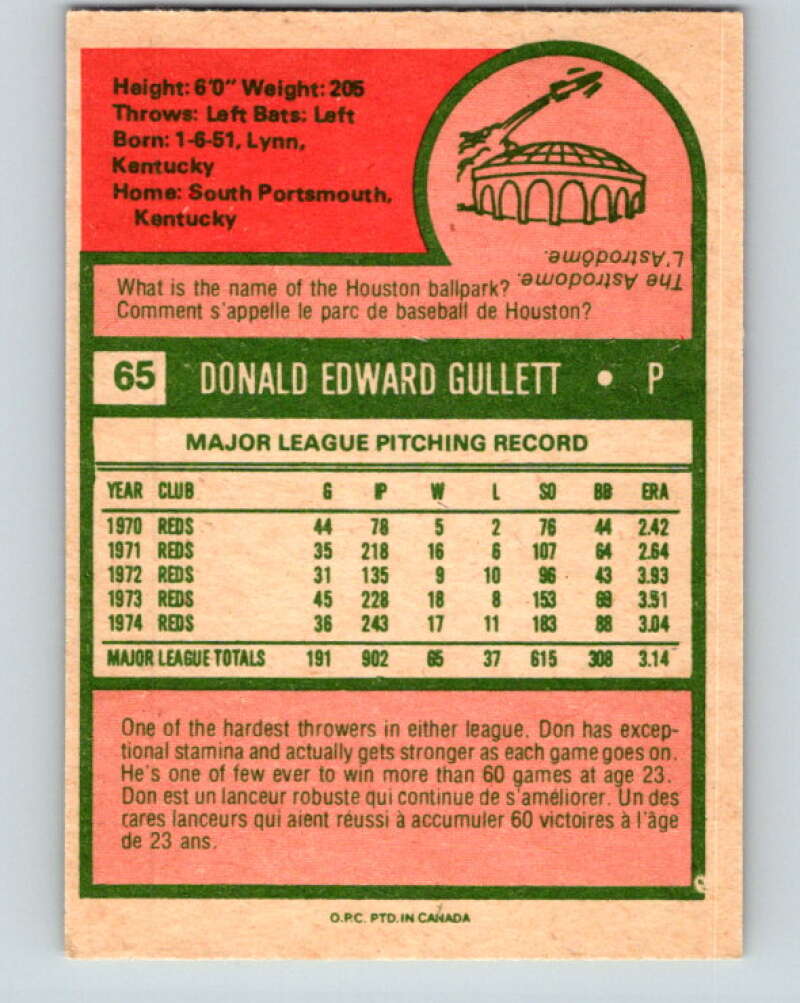 Height: 6'0" Weight: 205
Throws: Left Bats: Left
Born: 1-6-51, Lynn,
Kentucky
Home: South Portsmouth,
Kentucky
What is the name of the Houston ballpark?
Comment s'appelle le parc de baseball de Houston?
The Astrodome.
L'Astrodôme.
65 DONALD EDWARD GULLETT • P
MAJOR LEAGUE PITCHING RECORD
YEAR CLUB G IP W L SO BB ERA
1970 REDS 44 78 5 2 76 44 2.42
1971 REDS 35 218 16 6 107 64 2.64
1972 REDS 31 135 9 10 96 43 3.93
1973 REDS 45 228 18 8 153 69 3.51
1974 REDS 36 243 17 11 183 88 3.04
MAJOR LEAGUE TOTALS 191 902 65 37 615 308 3.14
One of the hardest throwers in either league. Don has excep-
tional stamina and actually gets stronger as each game goes on.
He's one of few ever to win more than 60 games at age 23.
Don est un lanceur robuste qui continue de s'améliorer. Un des
rares lanceurs qui aient réussi à accumuler 60 victoires à l'âge
de 23 ans.
O.P.C. PTD. IN CANADA